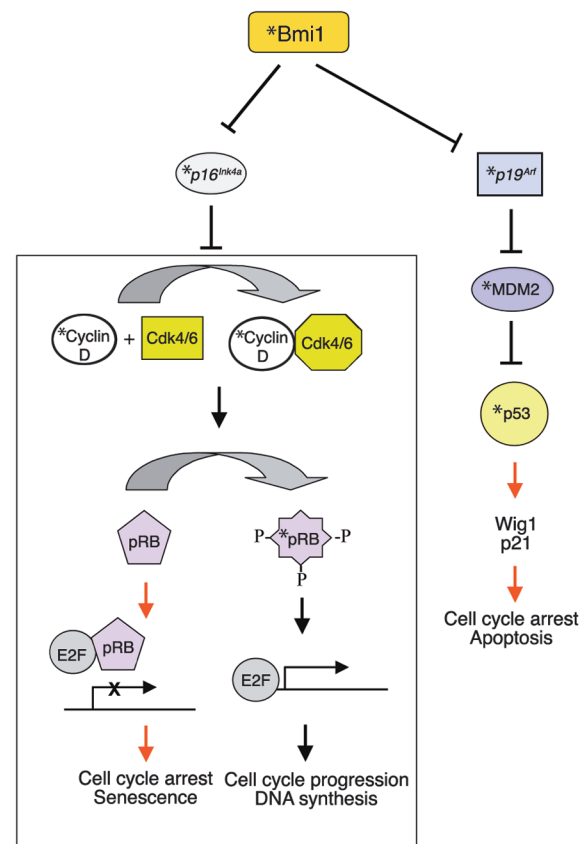 *Bmi1
*p16Ink4a
*p19Arf
*MDM2
*Cyclin
D
+
Cdk4/6
*Cyclin
D
Cdk4/6
*p53
pRB
P-
*pRB
-P
P
Wig1
p21
Cell cycle arrest
Apoptosis
E2F
pRB
X
E2F
Cell cycle arrest
Senescence
Cell cycle progression
DNA synthesis